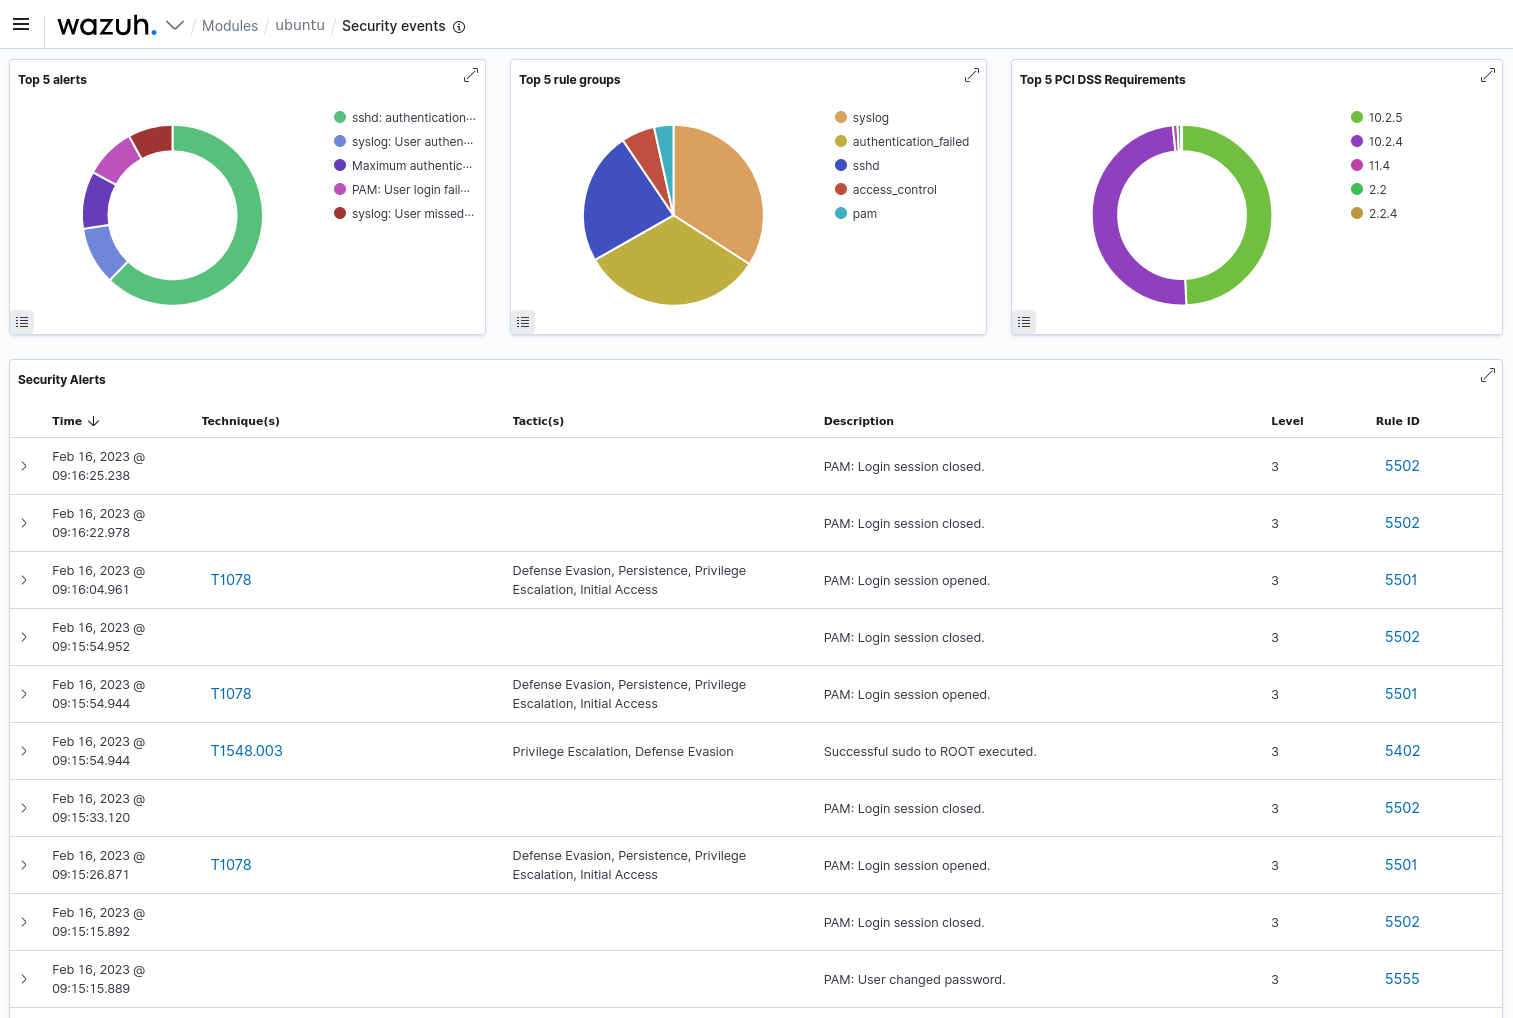 wazuh. / Modules / ubuntu / Security events
Top 5 alerts
sshd: authentication···
syslog: User authen···
Maximum authentic···
PAM: User login fail···
syslog: User missed···
Top 5 rule groups
syslog
authentication_failed
sshd
access_control
pam
Top 5 PCI DSS Requirements
10.2.5
10.2.4
11.4
2.2
2.2.4
Security Alerts
Time Technique(s) Tactic(s) Description Level Rule ID
Feb 16, 2023 @
09:16:25.238
PAM: Login session closed. 3 5502
Feb 16, 2023 @
09:16:22.978
PAM: Login session closed. 3 5502
Feb 16, 2023 @
09:16:04.961
T1078
Defense Evasion, Persistence, Privilege
Escalation, Initial Access
PAM: Login session opened. 3 5501
Feb 16, 2023 @
09:15:54.952
PAM: Login session closed. 3 5502
Feb 16, 2023 @
09:15:54.944
T1078
Defense Evasion, Persistence, Privilege
Escalation, Initial Access
PAM: Login session opened. 3 5501
Feb 16, 2023 @
09:15:54.944
T1548.003
Privilege Escalation, Defense Evasion
Successful sudo to ROOT executed. 3 5402
Feb 16, 2023 @
09:15:33.120
PAM: Login session closed. 3 5502
Feb 16, 2023 @
09:15:26.871
T1078
Defense Evasion, Persistence, Privilege
Escalation, Initial Access
PAM: Login session opened. 3 5501
Feb 16, 2023 @
09:15:15.892
PAM: Login session closed. 3 5502
Feb 16, 2023 @
09:15:15.889
PAM: User changed password. 3 5555